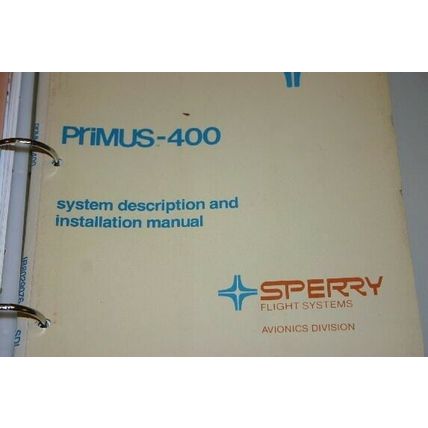 PriMUS-400
system description and
installation manual
SPERRY
FLIGHT SYSTEMS
AVIONICS DIVISION